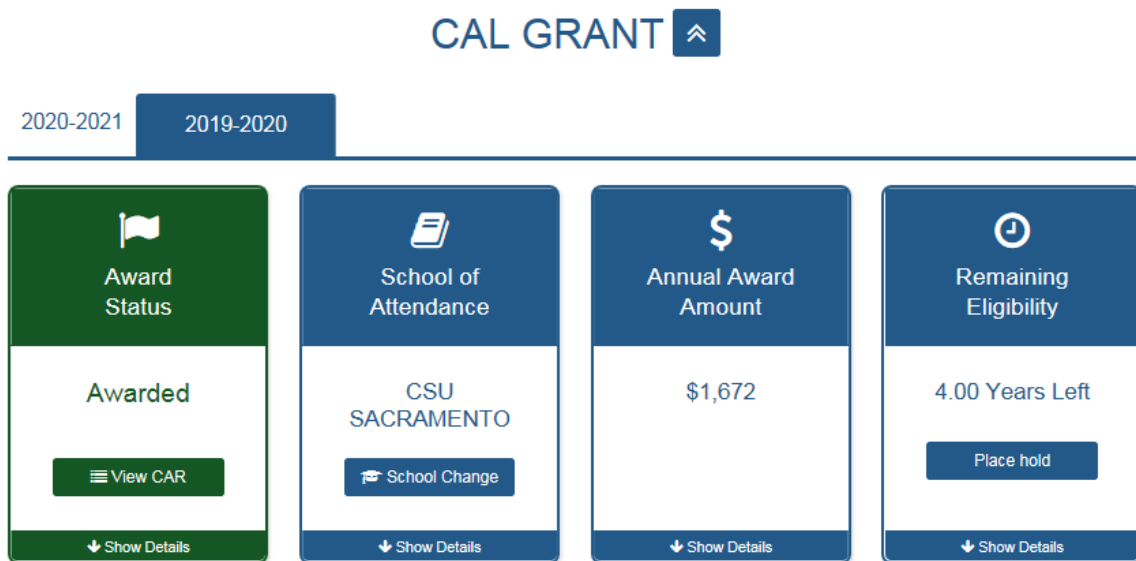 CAL GRANT
2020-2021
2019-2020
Award
Status
Awarded
View CAR
Show Details
School of
Attendance
CSU
SACRAMENTO
School Change
Show Details
Annual Award
Amount
$1,672
Show Details
Remaining
Eligibility
4.00 Years Left
Place hold
Show Details